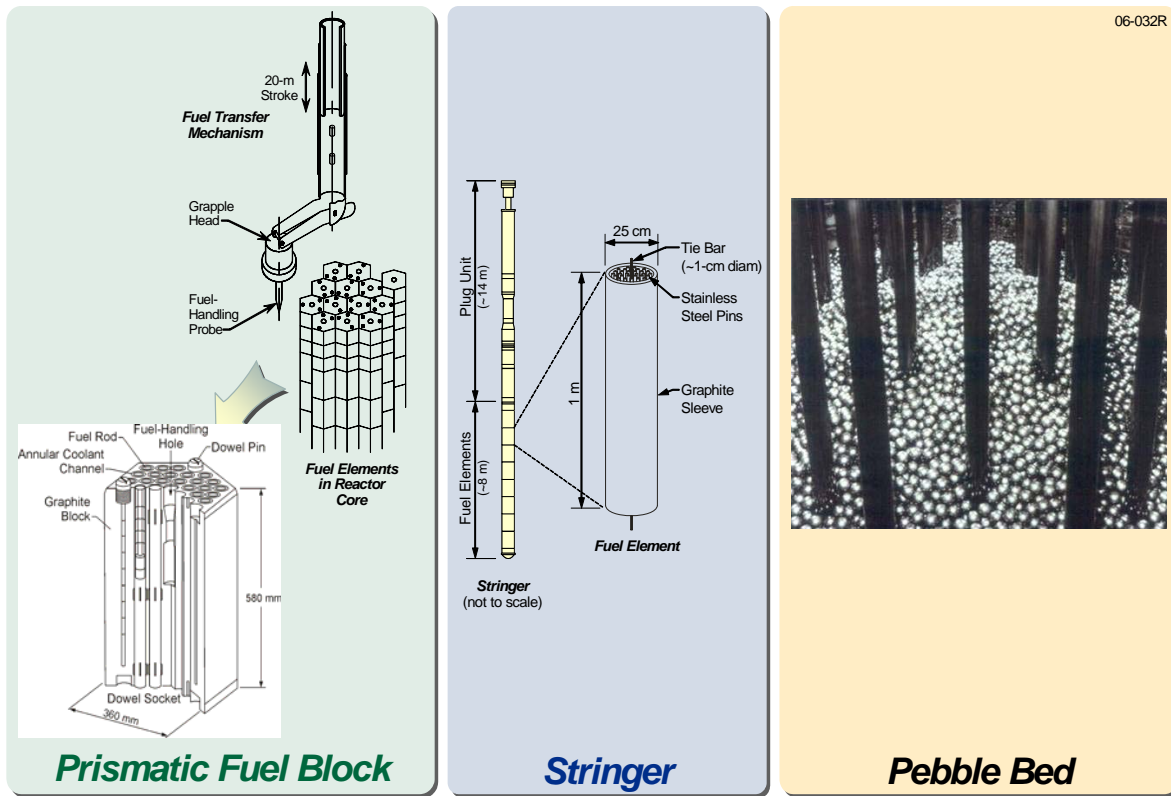 06-032R
20-m
Stroke
Fuel Transfer
Mechanism
Grapple
Head
Fuel-
Handling
Probe
Fuel Elements
in Reactor
Core
Fuel-Handling
Hole
Fuel Rod
Dowel Pin
Annular Coolant
Channel
Graphite
Block
580 mm
Dowel Socket
360 mm
Prismatic Fuel Block
Plug Unit
(~14 m)
Fuel Elements
(~8 m)
Stringer
(not to scale)
25 cm
Tie Bar
(~1-cm diam)
Stainless
Steel Pins
1 m
Graphite
Sleeve
Fuel Element
Stringer
Pebble Bed